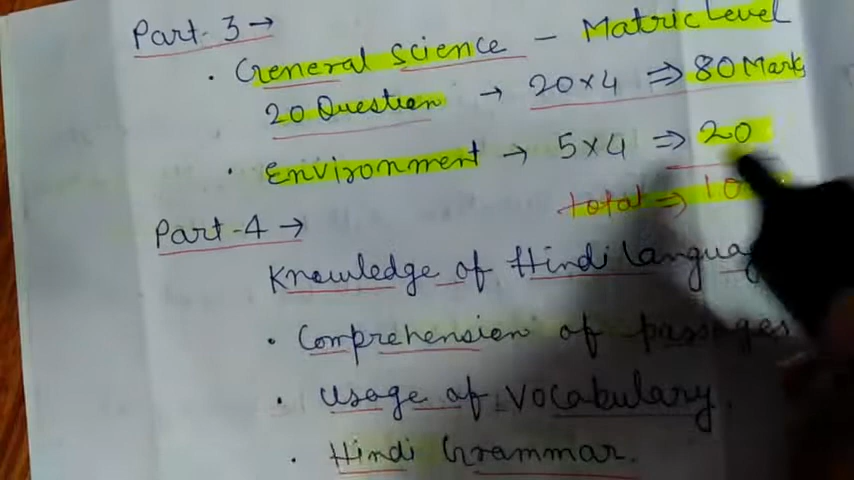 Part-3 →
• General Science - Matric Level
20 Question → 20×4 ⇒ 80 Marks
• Environment → 5×4 ⇒ 20
total ⇒
Part-4 →
Knowledge of Hindi
• Comprehension of passages
• Usage of Vocabulary.
• Hindi Grammar.